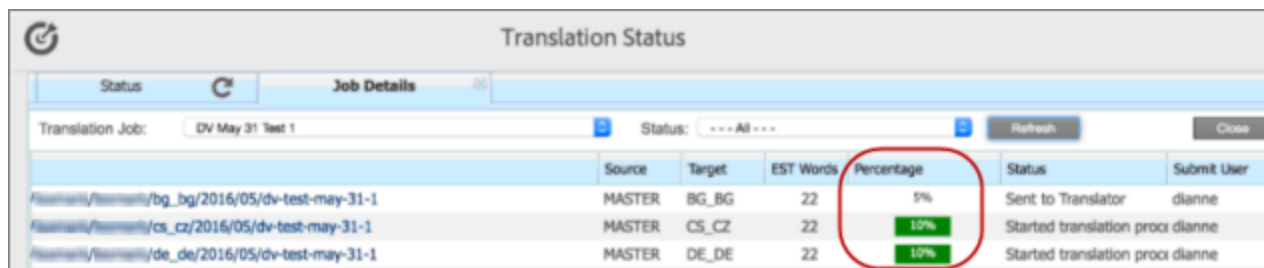 Translation Status
Status Job Details
Translation Job: DV May 31 Test 1 Status: - - - All - - - Refresh Close
Source Target EST Words Percentage Status Submit User
/bg_bg/2016/05/dv-test-may-31-1 MASTER BG_BG 22 5% Sent to Translator dianne
/cs_cz/2016/05/dv-test-may-31-1 MASTER CS_CZ 22 10% Started translation proce dianne
/de_de/2016/05/dv-test-may-31-1 MASTER DE_DE 22 10% Started translation proce dianne